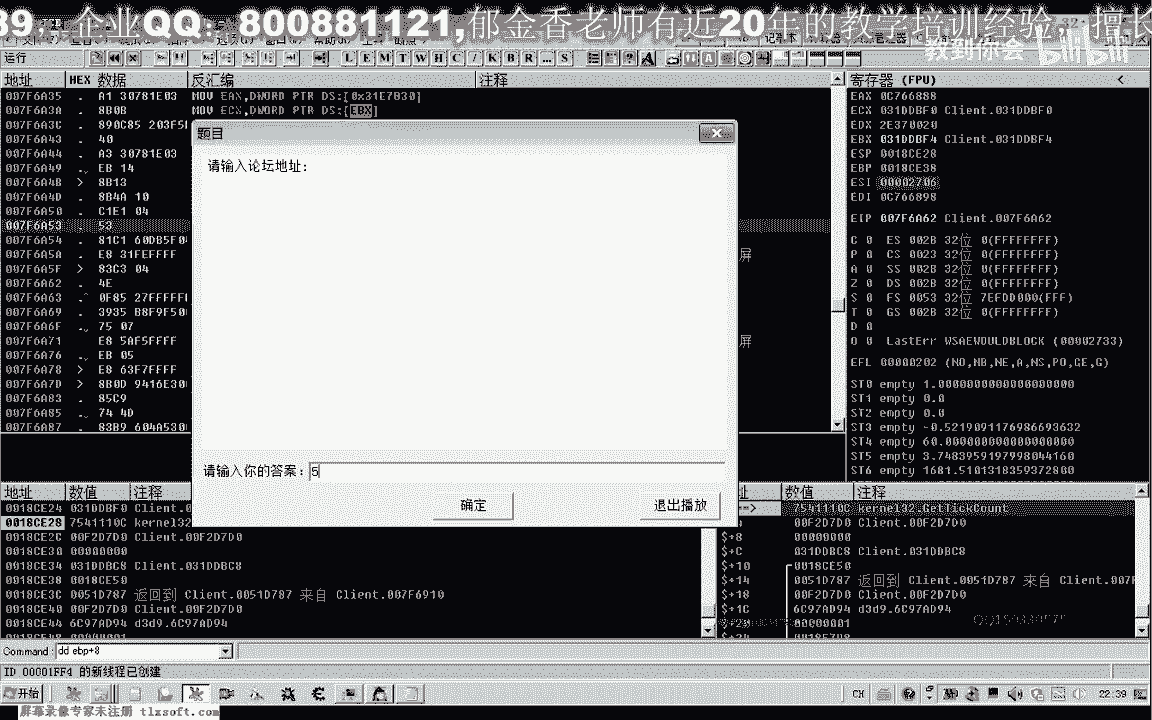 39，企业QQ：800881121,郁金香老师有近20年的教学培训经验，擅长
教到你会 bilibili
运行 L E M T W H C / K B R ... S
地址 HEX 数据 反汇编 注释
007F6A35 . A1 30781E03 MOV EAX,DWORD PTR DS:[0x31E7830]
007F6A3A . 8B0B MOV ECX,DWORD PTR DS:[EBX]
007F6A3C . 890C85 203F5
007F6A43 . 40
007F6A44 . A3 30781E03
007F6A49 .. EB 14
007F6A4B > 8B13
007F6A4D . 8B4A 10
007F6A50 . C1E1 04
007F6A53 . 53
007F6A54 . 81C1 60DB5F0
007F6A5A . E8 31FEFFFF 屏
007F6A5F > 83C3 04
007F6A62 . 4E
007F6A63 .^ 0F85 27FFFFF
007F6A69 . 3935 B8F9F50
007F6A6F .. 75 07
007F6A71 . E8 5AF5FFFF 屏
007F6A76 .. EB 05
007F6A78 > E8 63F7FFFF
007F6A7D > 8B0D 9416E30
007F6A83 . 85C9
007F6A85 .. 74 4D
007F6A87 . 83B9 604A530
题目
请输入论坛地址:
请输入你的答案: 5
确定 退出播放
寄存器 (FPU) <
EAX 0C766888
ECX 031DDBF0 Client.031DDBF0
EDX 2E370020
EBX 031DDBF4 Client.031DDBF4
ESP 0018CE28
EBP 0018CE38
ESI 00002706
EDI 0C766898
EIP 007F6A62 Client.007F6A62
C 0 ES 002B 32位 0(FFFFFFFF)
P 0 CS 0023 32位 0(FFFFFFFF)
A 0 SS 002B 32位 0(FFFFFFFF)
Z 0 DS 002B 32位 0(FFFFFFFF)
S 0 FS 0053 32位 7EFDD000(FFF)
T 0 GS 002B 32位 0(FFFFFFFF)
D 0
O 0 LastErr WSAEWOULDBLOCK (00002733)
EFL 00000202 (NO,NB,NE,A,NS,PO,GE,G)
ST0 empty 1.0000000000000000000
ST1 empty 0.0
ST2 empty 0.0
ST3 empty -0.5219091176986693632
ST4 empty 60.000000000000000000
ST5 empty 3.7483959197998044160
ST6 empty 1681.5101318359372800
地址 数值 注释
0018CE24 031DDBF0 Client.0
0018CE28 7541110C kernel32
0018CE2C 00F2D7D0 Client.00F2D7D0
0018CE30 00000000
0018CE34 031DDBC8 Client.031DDBC8
0018CE38 0018CE50
0018CE3C 0051D787 返回到 Client.0051D787 来自 Client.007F6910
0018CE40 00F2D7D0 Client.00F2D7D0
0018CE44 6C97AD94 d3d9.6C97AD94
址 数值 注释
==> 7541110C kernel32.GetTickCount
00F2D7D0 Client.00F2D7D0
00000000
$+C 031DDBC8 Client.031DDBC8
$+10 0018CE50
$+14 0051D787 返回到 Client.0051D787 来自 Client.007F
$+18 00F2D7D0 Client.00F2D7D0
$+1C 6C97AD94 d3d9.6C97AD94
$+20 00000001
Command: dd ebp+8
ID 00001FF4 的新线程已创建
开始 CH 22:39
屏幕录像专家未注册 tlxsoft.com